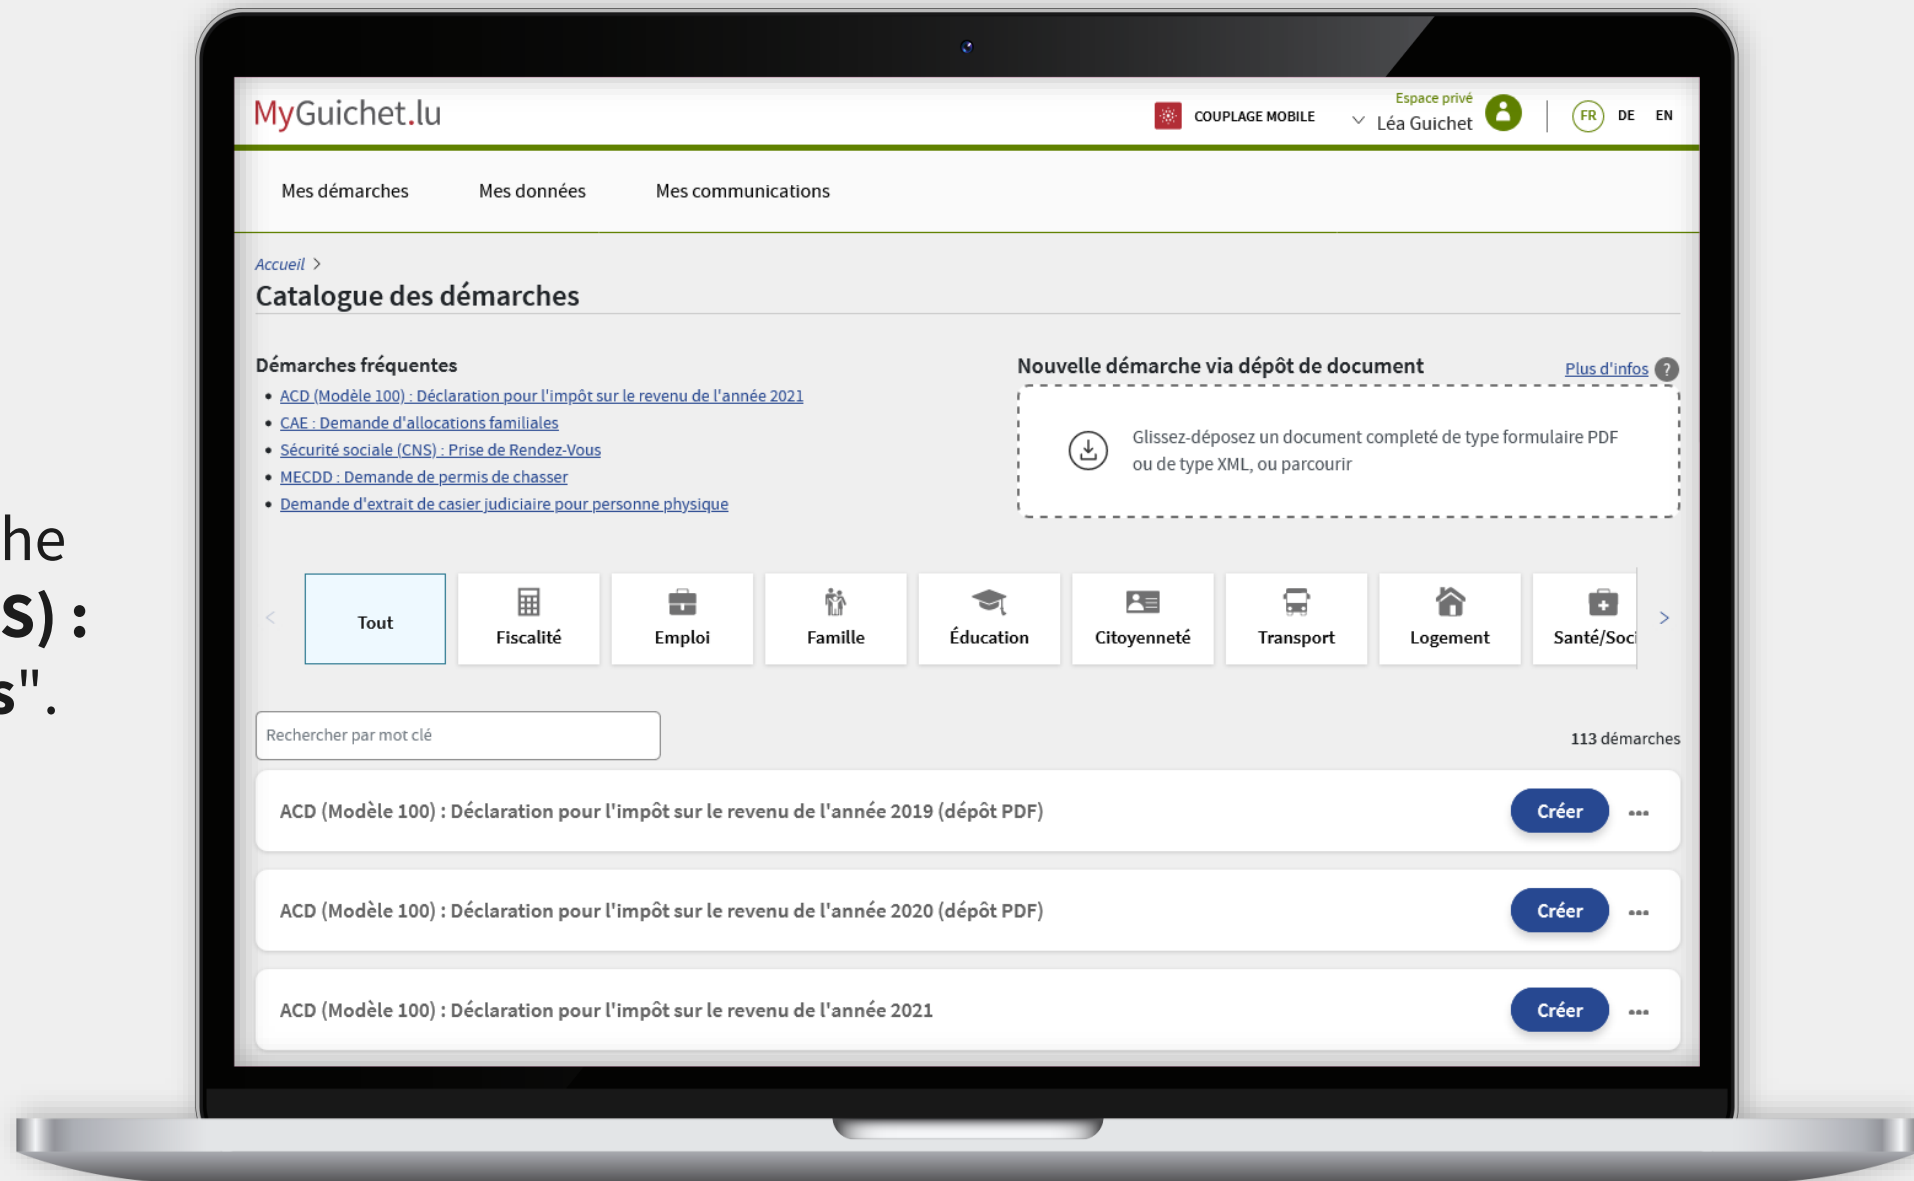 he
S) :
s".
MyGuichet.lu
COUPLAGE MOBILE
Espace privé
Léa Guichet
FR DE EN
Mes démarches Mes données Mes communications
Accueil >
Catalogue des démarches
Démarches fréquentes
• ACD (Modèle 100) : Déclaration pour l'impôt sur le revenu de l'année 2021
• CAE : Demande d'allocations familiales
• Sécurité sociale (CNS) : Prise de Rendez-Vous
• MECDD : Demande de permis de chasser
• Demande d'extrait de casier judiciaire pour personne physique
Nouvelle démarche via dépôt de document
Plus d'infos ?
Glissez-déposez un document completé de type formulaire PDF
ou de type XML, ou parcourir
< Tout Fiscalité Emploi Famille Éducation Citoyenneté Transport Logement Santé/Soci >
Rechercher par mot clé
113 démarches
ACD (Modèle 100) : Déclaration pour l'impôt sur le revenu de l'année 2019 (dépôt PDF) Créer ...
ACD (Modèle 100) : Déclaration pour l'impôt sur le revenu de l'année 2020 (dépôt PDF) Créer ...
ACD (Modèle 100) : Déclaration pour l'impôt sur le revenu de l'année 2021 Créer ...